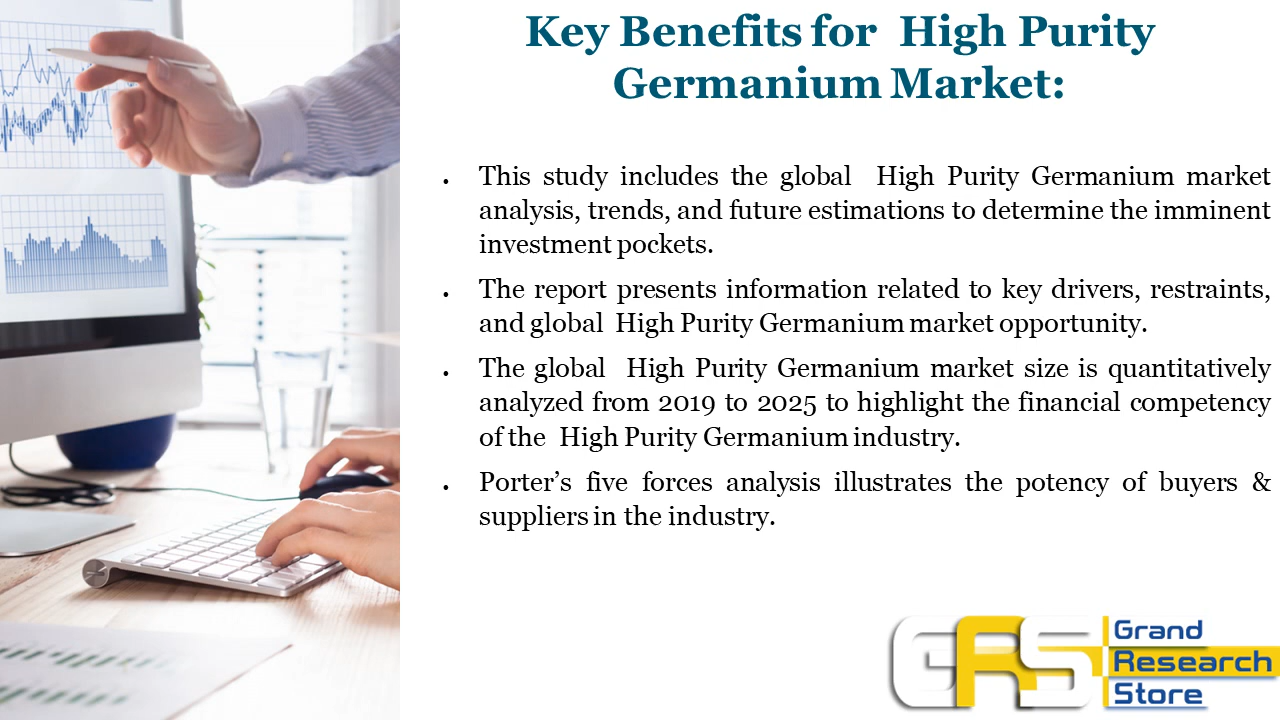 Key Benefits for  High Purity
Germanium Market:
• This study includes the global  High Purity Germanium market
analysis, trends, and future estimations to determine the imminent
investment pockets.
• The report presents information related to key drivers, restraints,
and global  High Purity Germanium market opportunity.
• The global  High Purity Germanium market size is quantitatively
analyzed from 2019 to 2025 to highlight the financial competency
of the  High Purity Germanium industry.
• Porter’s five forces analysis illustrates the potency of buyers &
suppliers in the industry.
GRS
Grand
Research
Store